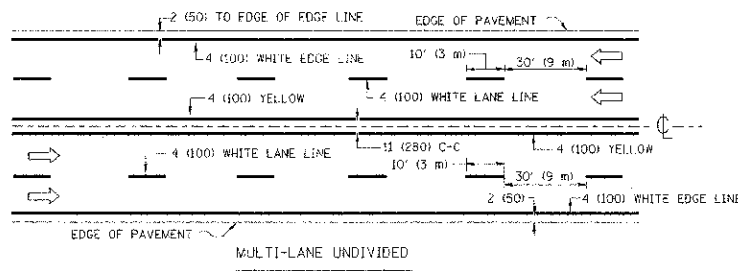 2 (50) TO EDGE OF EDGE LINE
EDGE OF PAVEMENT
4 (100) WHITE EDGE LINE
10' (3 m)
30' (9 m)
4 (100) YELLOW
4 (100) WHITE LANE LINE
℄
4 (100) WHITE LANE LINE
11 (280) C-C
4 (100) YELLOW
10' (3 m)
30' (9 m)
2 (50)
4 (100) WHITE EDGE LINE
EDGE OF PAVEMENT
MULTI-LANE UNDIVIDED